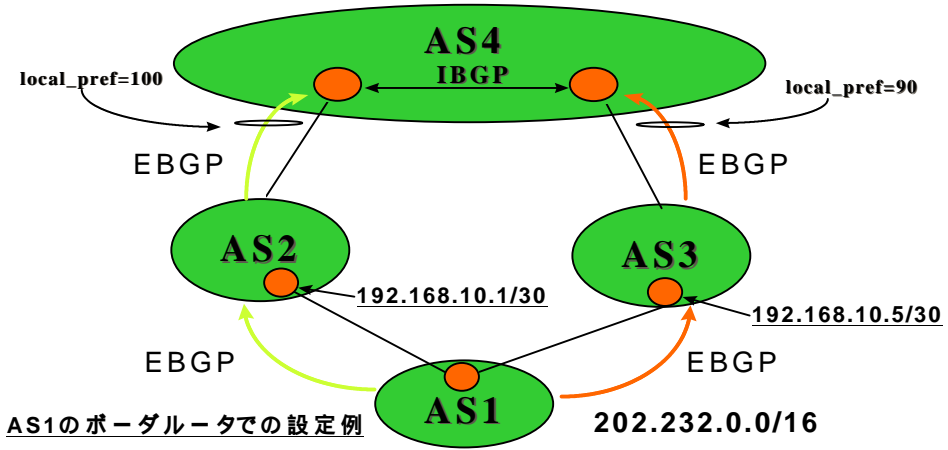 AS4
local_pref=100
IBGP
local_pref=90
EBGP
EBGP
AS2
AS3
192.168.10.1/30
192.168.10.5/30
EBGP
EBGP
AS1
AS1のボーダルータでの設定例
202.232.0.0/16